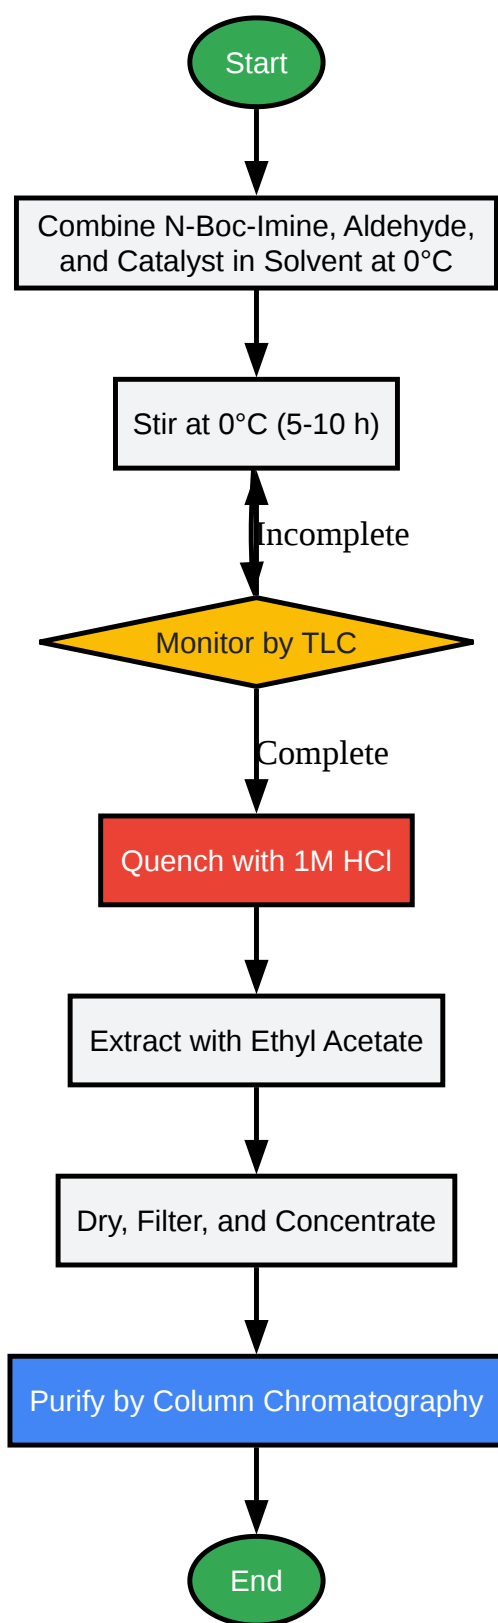 Start
Combine N-Boc-Imine, Aldehyde,
and Catalyst in Solvent at 0°C
Stir at 0°C (5-10 h)
Incomplete
Monitor by TLC
Complete
Quench with 1M HCl
Extract with Ethyl Acetate
Dry, Filter, and Concentrate
Purify by Column Chromatography
End